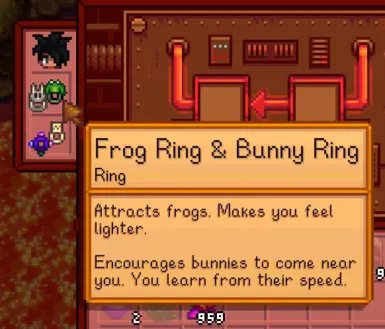 Frog Ring & Bunny Ring
Ring
Attracts frogs. Makes you feel
lighter.
Encourages bunnies to come near
you. You learn from their speed.
9
2
959